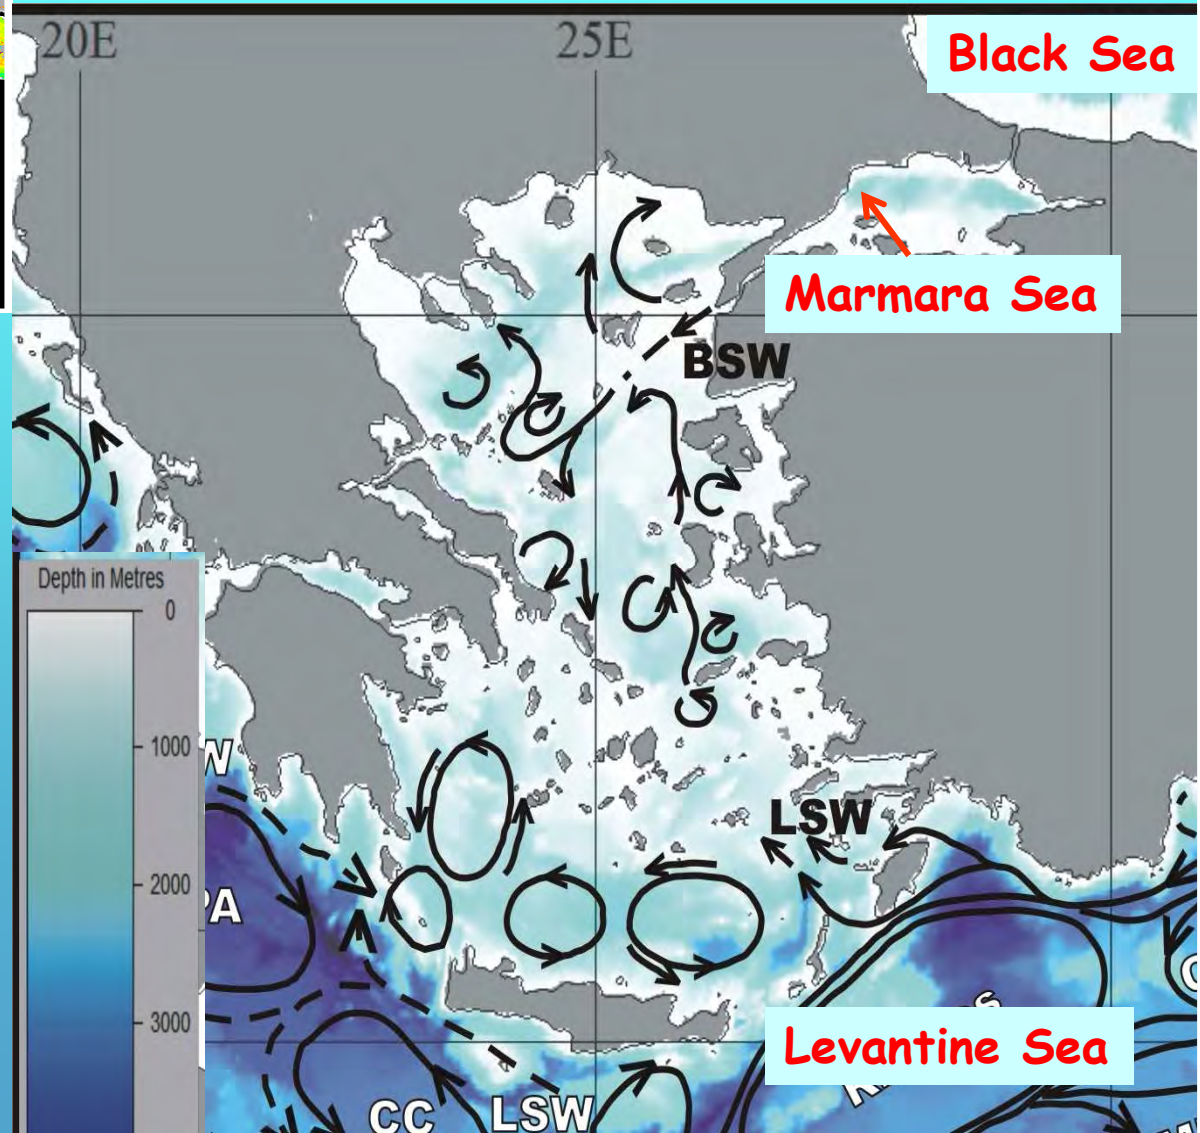 20E
25E
Black Sea
Marmara Sea
BSW
Depth in Metres
0
1000
2000
3000
W
LSW
PA
Levantine Sea
CC
LSW